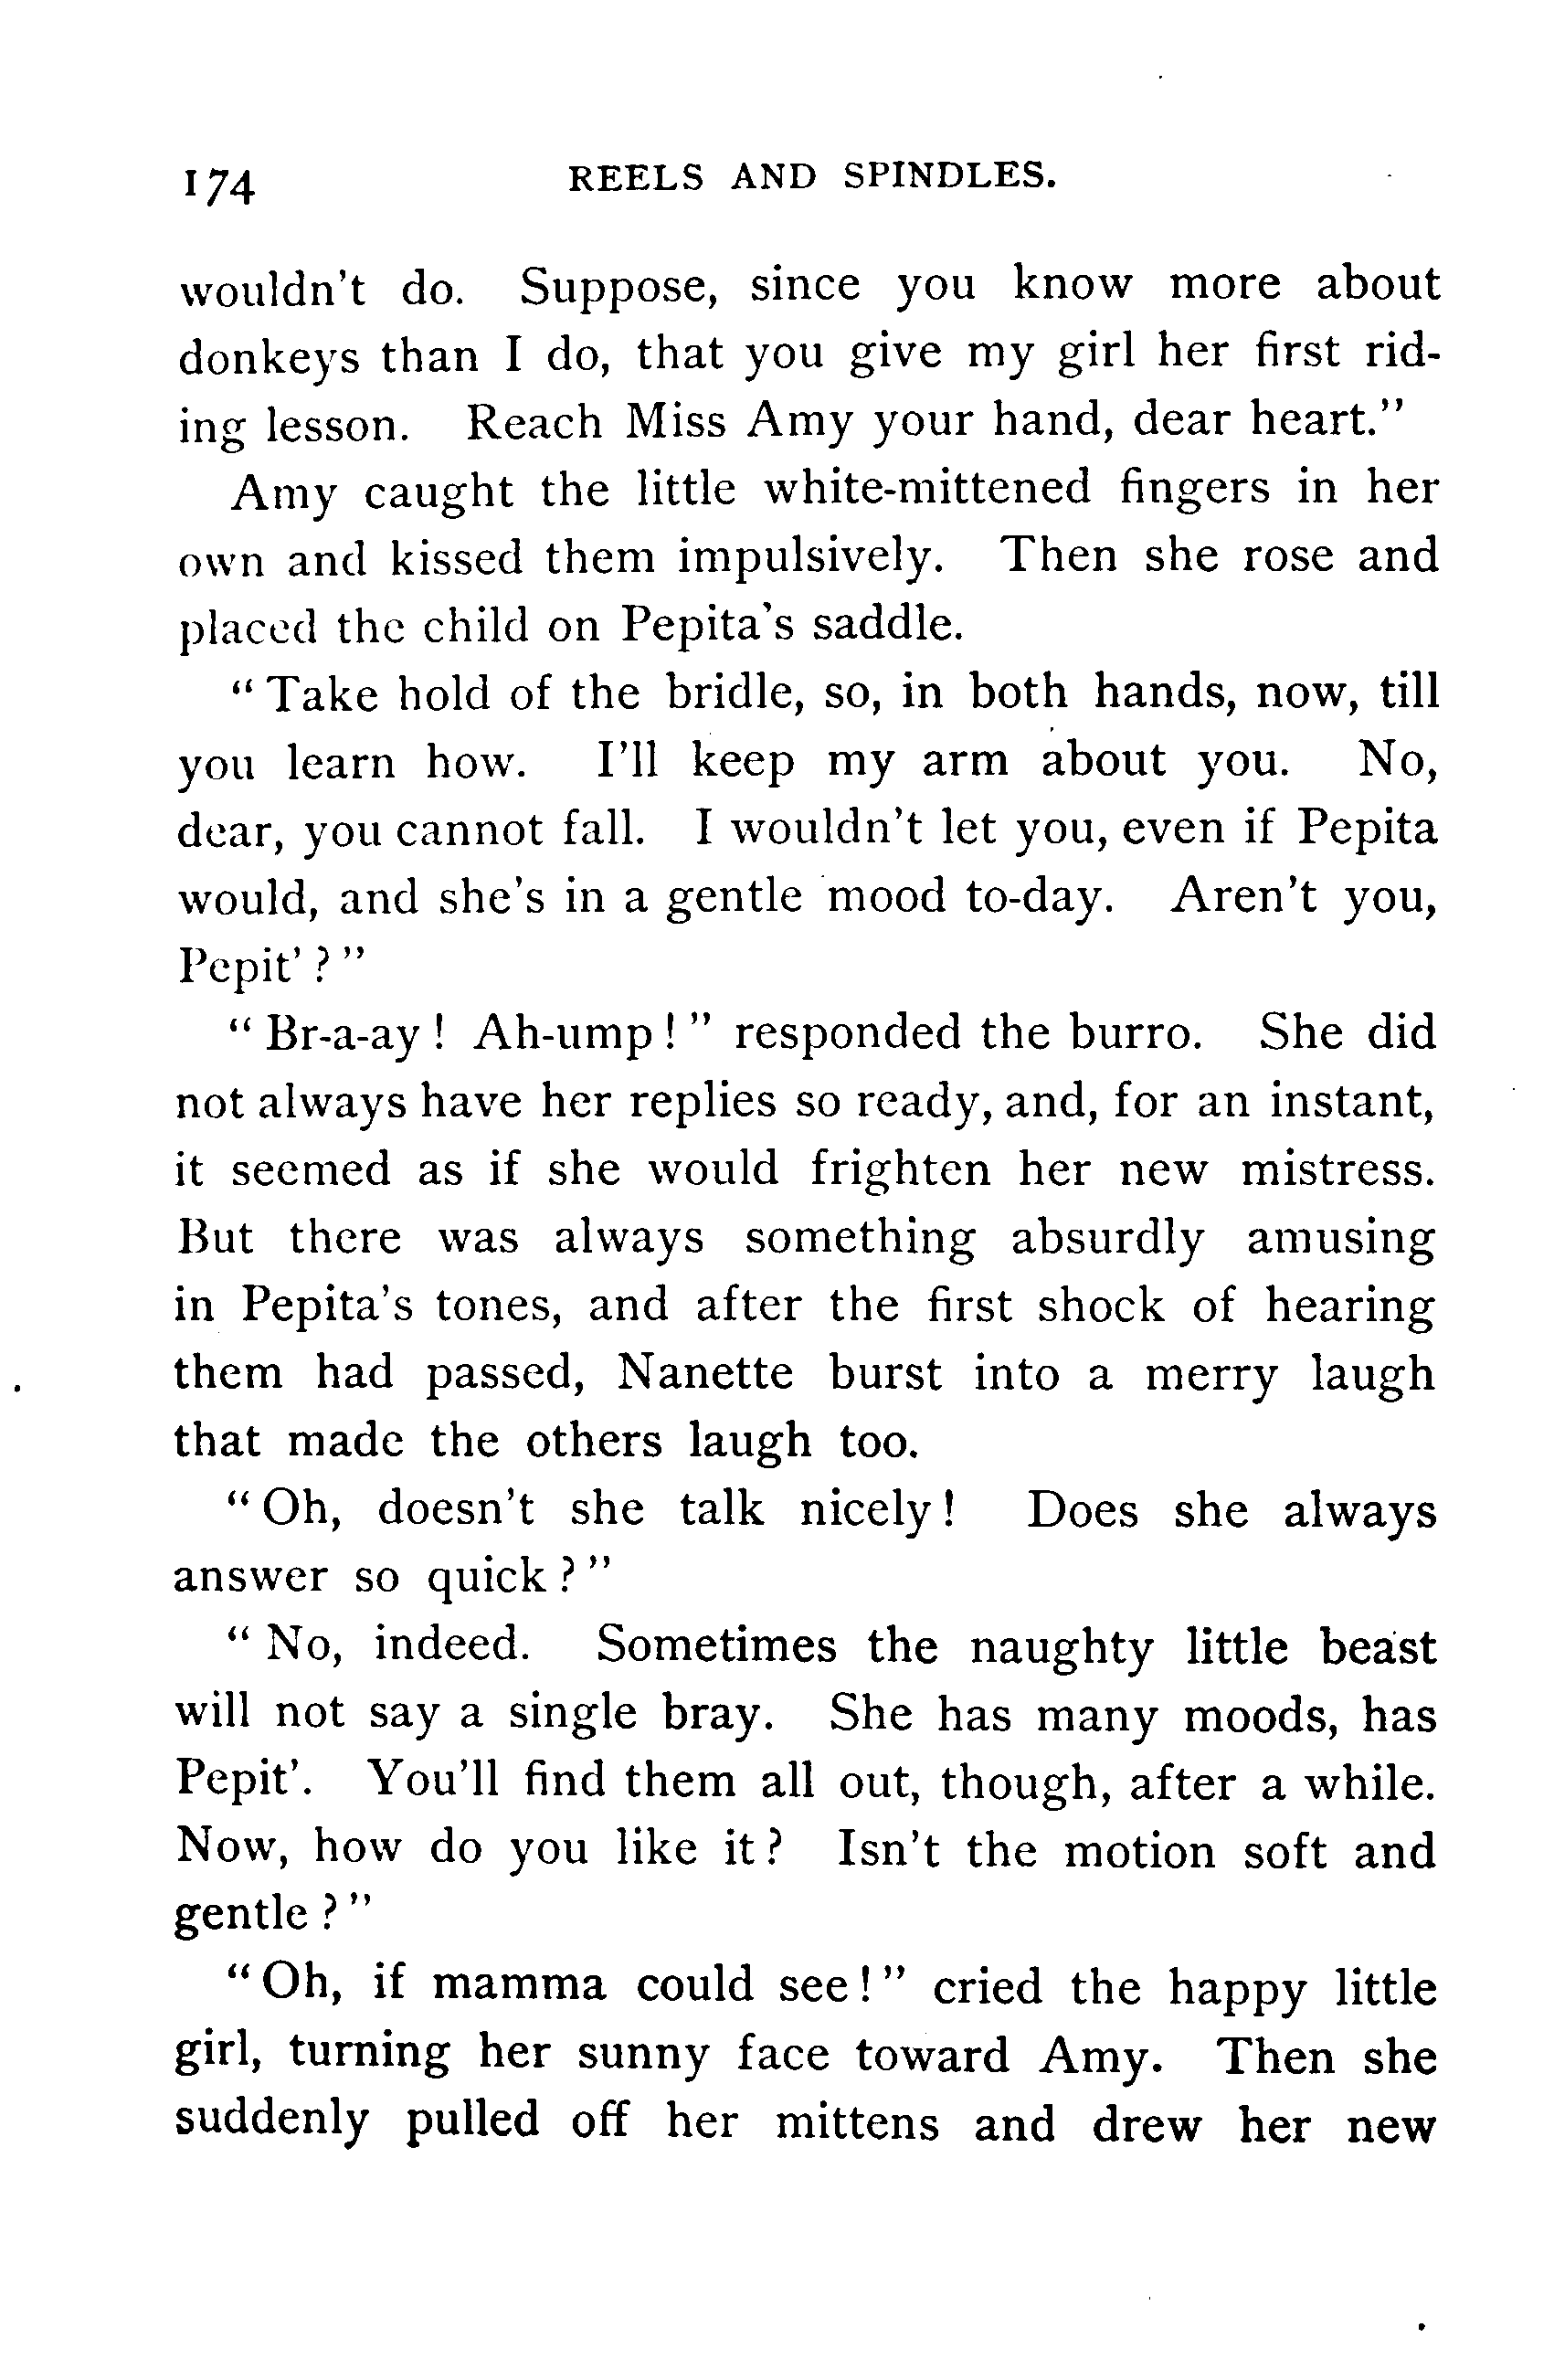 174 REELS AND SPINDLES.
wouldn't do. Suppose, since you know more about
donkeys than I do, that you give my girl her first rid-
ing lesson. Reach Miss Amy your hand, dear heart."
Amy caught the little white-mittened fingers in her
own and kissed them impulsively. Then she rose and
placed the child on Pepita's saddle.
"Take hold of the bridle, so, in both hands, now, till
you learn how. I'll keep my arm about you. No,
dear, you cannot fall. I wouldn't let you, even if Pepita
would, and she's in a gentle mood to-day. Aren't you,
Pepit'?"
"Br-a-ay! Ah-ump!" responded the burro. She did
not always have her replies so ready, and, for an instant,
it seemed as if she would frighten her new mistress.
But there was always something absurdly amusing
in Pepita's tones, and after the first shock of hearing
them had passed, Nanette burst into a merry laugh
that made the others laugh too.
"Oh, doesn't she talk nicely! Does she always
answer so quick?"
"No, indeed. Sometimes the naughty little beast
will not say a single bray. She has many moods, has
Pepit'. You'll find them all out, though, after a while.
Now, how do you like it? Isn't the motion soft and
gentle?"
"Oh, if mamma could see!" cried the happy little
girl, turning her sunny face toward Amy. Then she
suddenly pulled off her mittens and drew her new